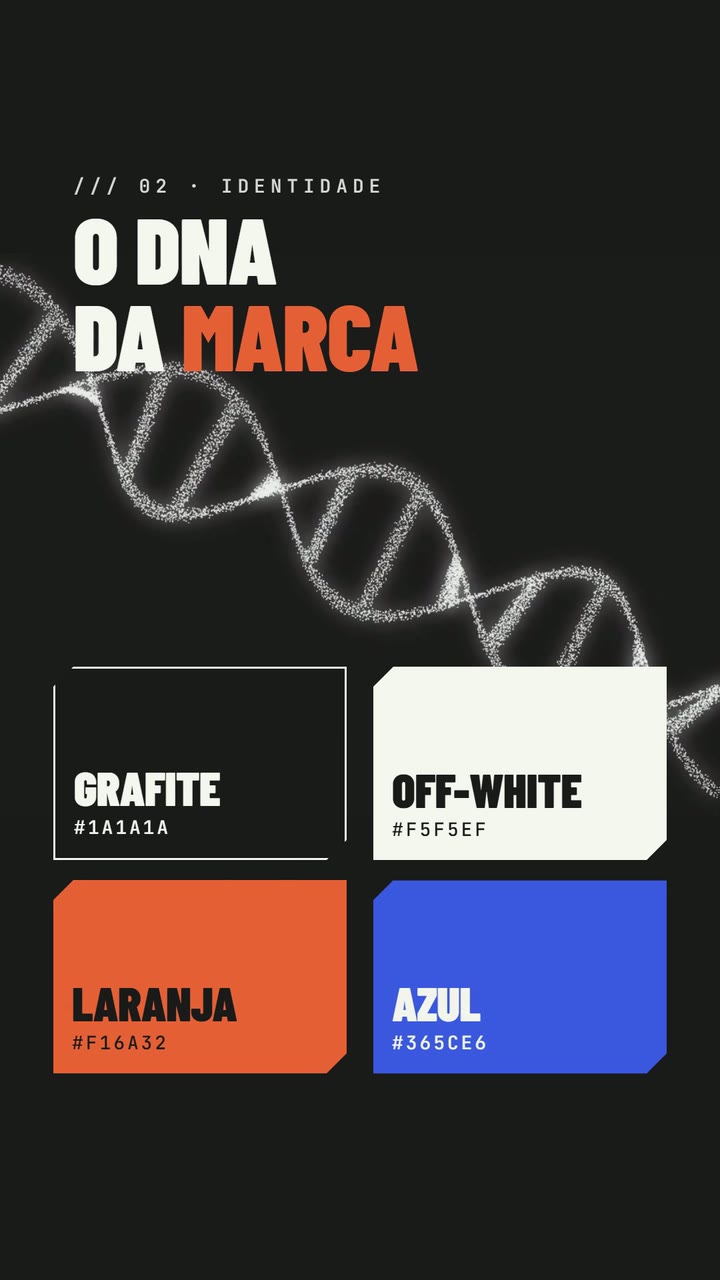 /// 02 · IDENTIDADE
O DNA
DA MARCA
GRAFITE
#1A1A1A
OFF-WHITE
#F5F5EF
LARANJA
#F16A32
AZUL
#365CE6